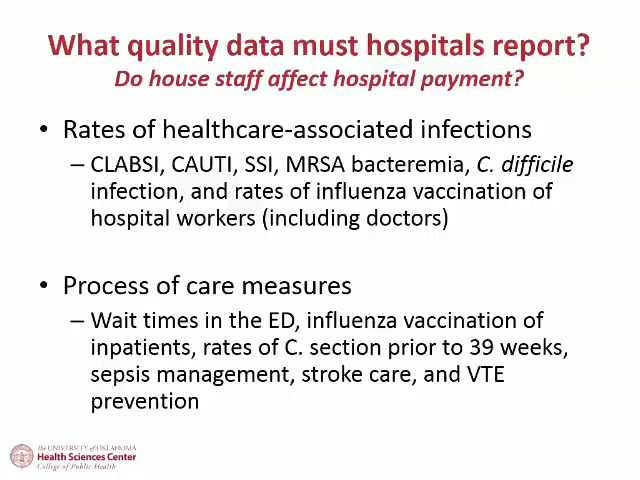 What quality data must hospitals report?
Do house staff affect hospital payment?
• Rates of healthcare-associated infections
– CLABSI, CAUTI, SSI, MRSA bacteremia, C. difficile
infection, and rates of influenza vaccination of
hospital workers (including doctors)
• Process of care measures
– Wait times in the ED, influenza vaccination of
inpatients, rates of C. section prior to 39 weeks,
sepsis management, stroke care, and VTE
prevention
The UNIVERSITY of OKLAHOMA
Health Sciences Center
College of Public Health